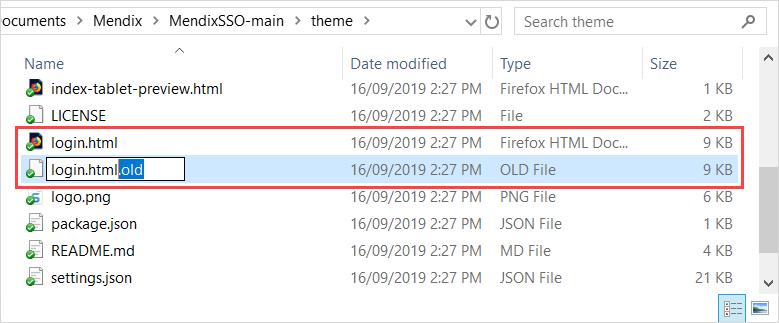 ocuments > Mendix > MendixSSO-main > theme
Search theme
Name Date modified Type Size
index-tablet-preview.html 16/09/2019 2:27 PM Firefox HTML Doc... 1 KB
LICENSE 16/09/2019 2:27 PM File 2 KB
login.html 16/09/2019 2:27 PM Firefox HTML Doc... 9 KB
login.html.old 16/09/2019 2:27 PM OLD File 9 KB
logo.png 16/09/2019 2:27 PM PNG File 6 KB
package.json 16/09/2019 2:27 PM JSON File 1 KB
README.md 16/09/2019 2:27 PM MD File 4 KB
settings.json 16/09/2019 2:27 PM JSON File 21 KB